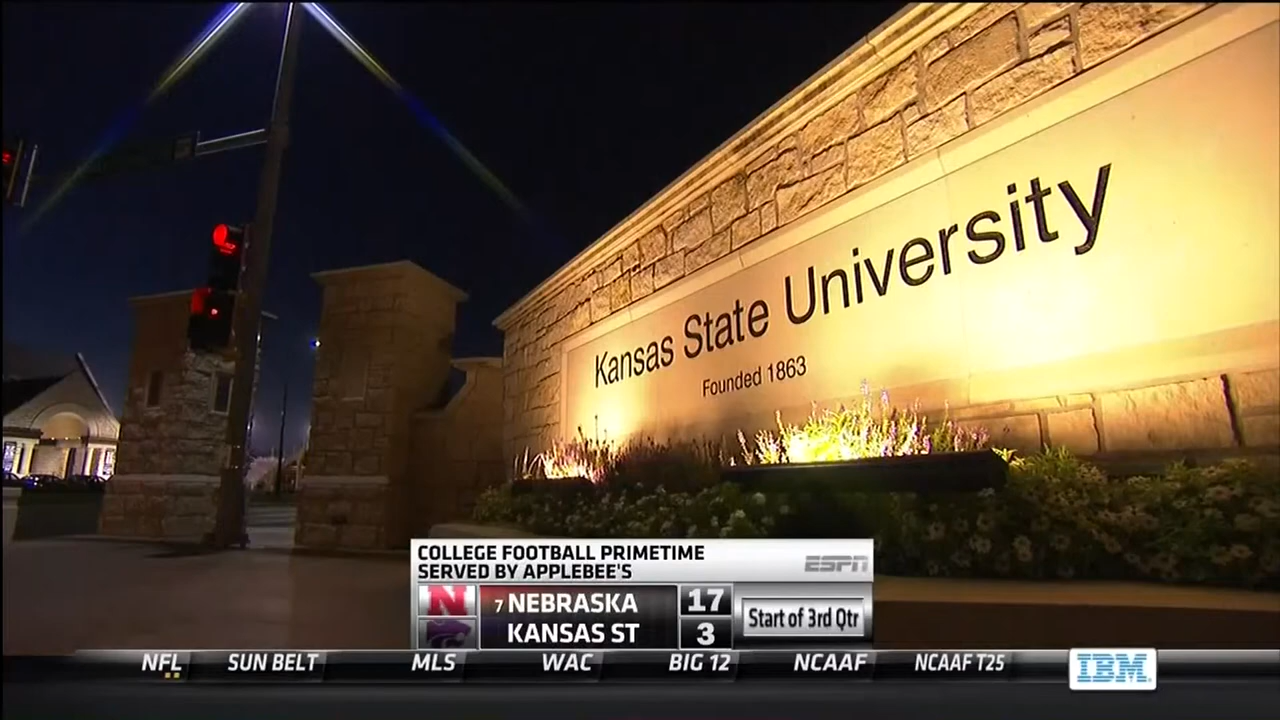 Kansas State University
Founded 1863
COLLEGE FOOTBALL PRIMETIME
SERVED BY APPLEBEE'S
ESPN
N
7 NEBRASKA 17
KANSAS ST 3
Start of 3rd Qtr
NFL SUN BELT MLS WAC BIG 12 NCAAF NCAAF T25
IBM